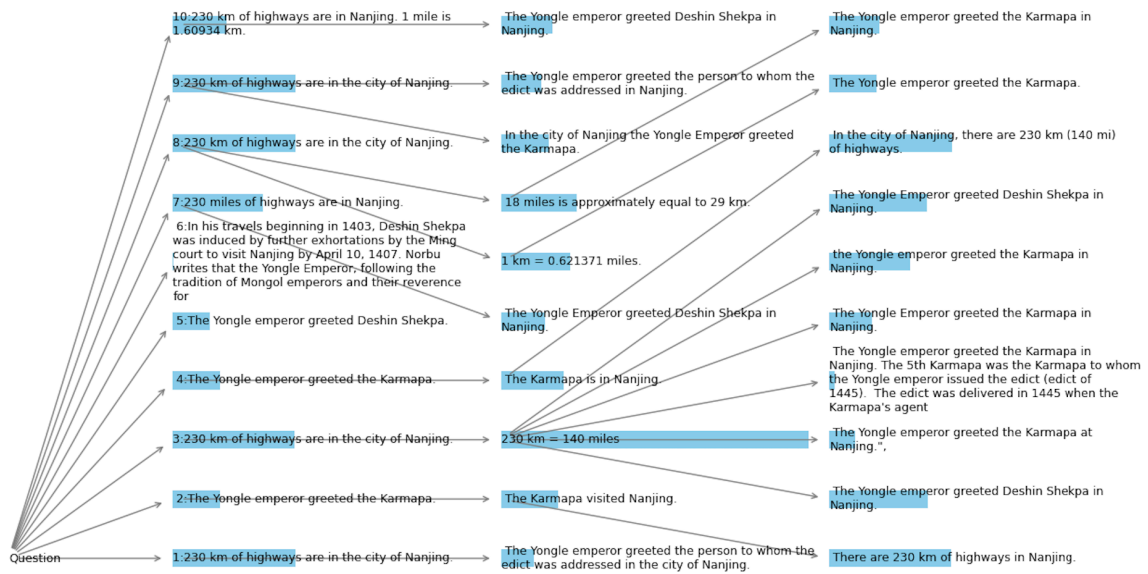 10:230 km of highways are in Nanjing. 1 mile is
1.60934 km.
9:230 km of highways are in the city of Nanjing.
8:230 km of highways are in the city of Nanjing.
7:230 miles of highways are in Nanjing.
6:In his travels beginning in 1403, Deshin Shekpa
was induced by further exhortations by the Ming
court to visit Nanjing by April 10, 1407. Norbu
writes that the Yongle Emperor, following the
tradition of Mongol emperors and their reverence
for
5:The Yongle emperor greeted Deshin Shekpa.
4:The Yongle emperor greeted the Karmapa.
3:230 km of highways are in the city of Nanjing.
2:The Yongle emperor greeted the Karmapa.
1:230 km of highways are in the city of Nanjing.
Question
The Yongle emperor greeted Deshin Shekpa in
Nanjing.
The Yongle emperor greeted the person to whom the
edict was addressed in Nanjing.
In the city of Nanjing the Yongle Emperor greeted
the Karmapa.
18 miles is approximately equal to 29 km.
1 km = 0.621371 miles.
The Yongle Emperor greeted Deshin Shekpa in
Nanjing.
The Karmapa is in Nanjing.
230 km = 140 miles
The Karmapa visited Nanjing.
The Yongle emperor greeted the person to whom the
edict was addressed in the city of Nanjing.
The Yongle emperor greeted the Karmapa in
Nanjing.
The Yongle emperor greeted the Karmapa.
In the city of Nanjing, there are 230 km (140 mi)
of highways.
The Yongle Emperor greeted Deshin Shekpa in
Nanjing.
the Yongle emperor greeted the Karmapa in
Nanjing.
The Yongle Emperor greeted the Karmapa in
Nanjing.
The Yongle emperor greeted the Karmapa in
Nanjing. The 5th Karmapa was the Karmapa to whom
the Yongle emperor issued the edict (edict of
1445).  The edict was delivered in 1445 when the
Karmapa's agent
The Yongle emperor greeted the Karmapa at
Nanjing.",
The Yongle emperor greeted Deshin Shekpa in
Nanjing.
There are 230 km of highways in Nanjing.